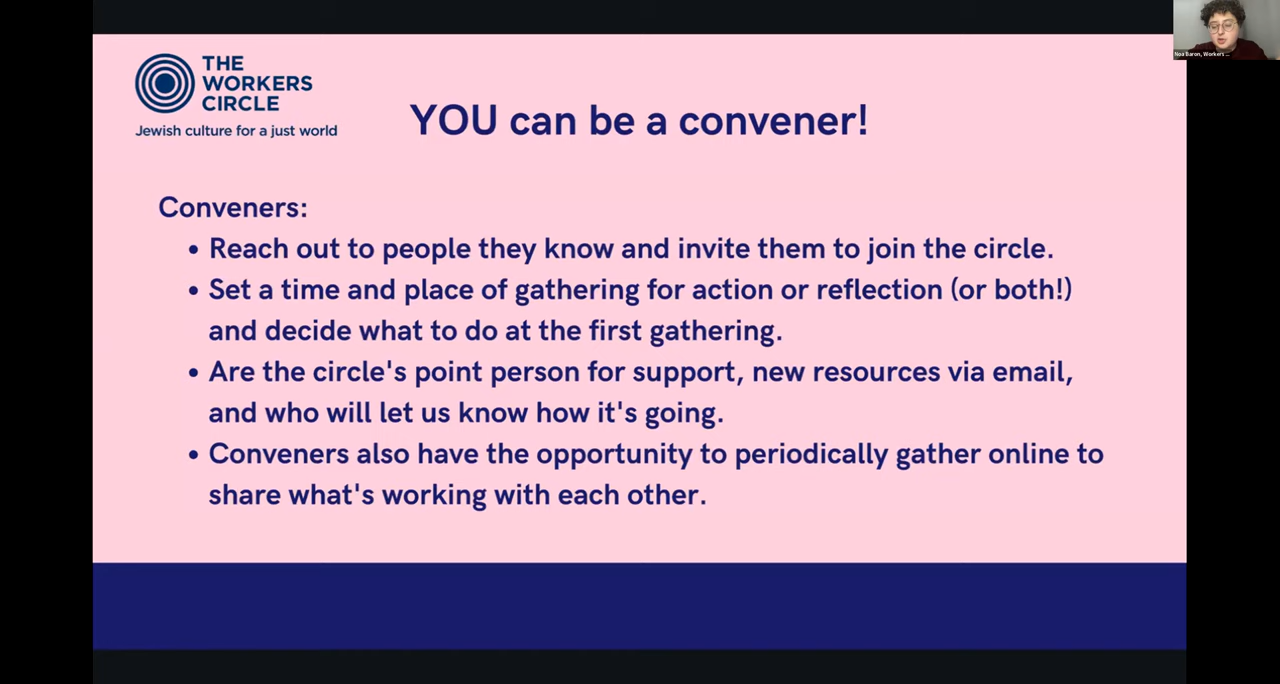 THE
WORKERS
CIRCLE
Jewish culture for a just world
YOU can be a convener!
Conveners:
• Reach out to people they know and invite them to join the circle.
• Set a time and place of gathering for action or reflection (or both!)
and decide what to do at the first gathering.
• Are the circle's point person for support, new resources via email,
and who will let us know how it's going.
• Conveners also have the opportunity to periodically gather online to
share what's working with each other.
Noa Baron, Workers ...